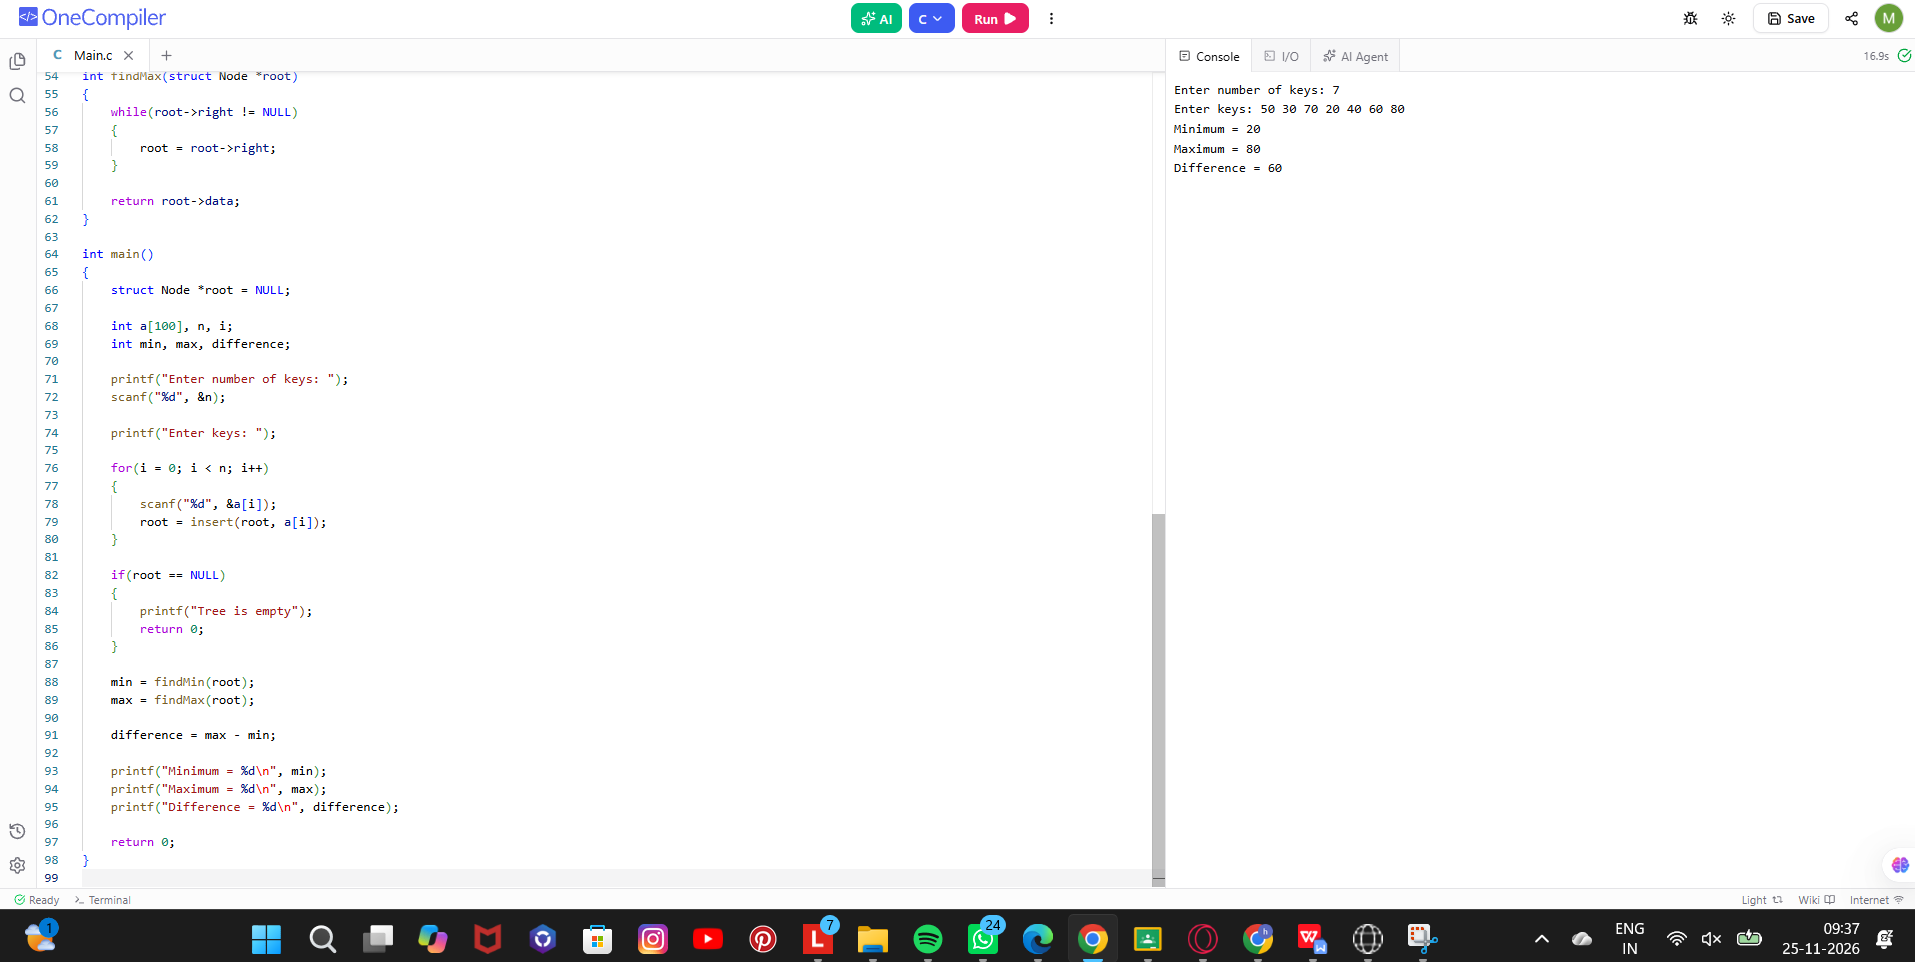 </> OneCompiler
AI
C
Run
Save
M
C Main.c
Console
I/O
AI Agent
16.9s
54 int findMax(struct Node *root)
55 {
56 while(root->right != NULL)
57 {
58 root = root->right;
59 }
60
61 return root->data;
62 }
63
64 int main()
65 {
66 struct Node *root = NULL;
67
68 int a[100], n, i;
69 int min, max, difference;
70
71 printf("Enter number of keys: ");
72 scanf("%d", &n);
73
74 printf("Enter keys: ");
75
76 for(i = 0; i < n; i++)
77 {
78 scanf("%d", &a[i]);
79 root = insert(root, a[i]);
80 }
81
82 if(root == NULL)
83 {
84 printf("Tree is empty");
85 return 0;
86 }
87
88 min = findMin(root);
89 max = findMax(root);
90
91 difference = max - min;
92
93 printf("Minimum = %d\n", min);
94 printf("Maximum = %d\n", max);
95 printf("Difference = %d\n", difference);
96
97 return 0;
98 }
99
Enter number of keys: 7
Enter keys: 50 30 70 20 40 60 80
Minimum = 20
Maximum = 80
Difference = 60
Ready
Terminal
Light
Wiki
Internet
1
7
24
ENG
IN
09:37
25-11-2026